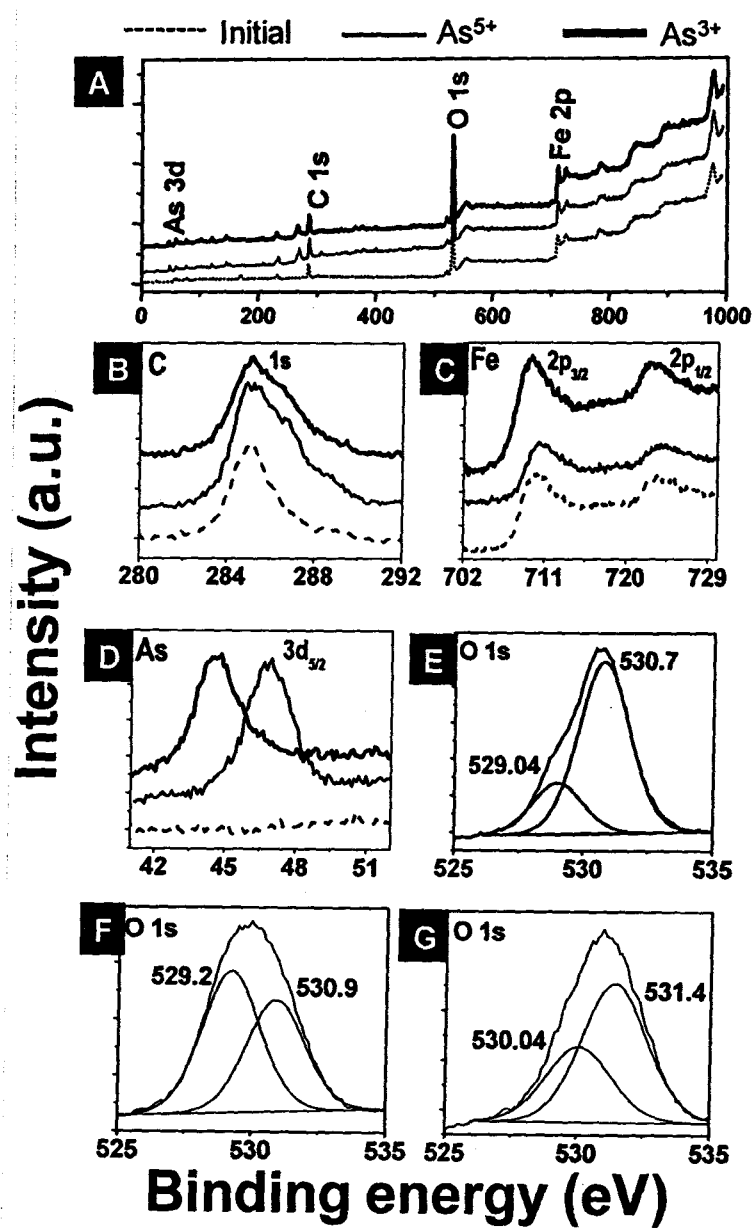 Initial As5+ As3+
A
As 3d C 1s O 1s Fe 2p
0 200 400 600 800 1000
B C 1s
280 284 288 292
C Fe 2p3/2 2p1/2
702 711 720 729
D As 3d5/2
42 45 48 51
E O 1s 530.7
529.04
525 530 535
F O 1s
529.2 530.9
525 530 535
G O 1s
531.4
530.04
525 530 535
Intensity (a.u.)
Binding energy (eV)